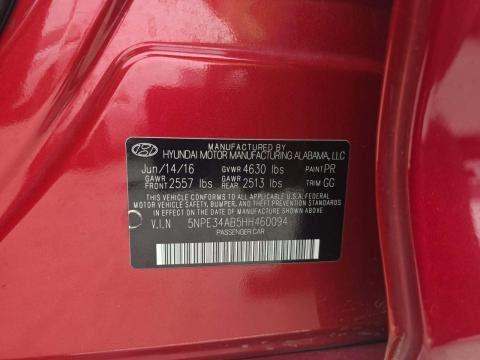 MANUFACTURED BY
HYUNDAI MOTOR MANUFACTURING ALABAMA, LLC
Jun/14/16 GVWR 4630 lbs PAINT PR
GAWR FRONT 2557 lbs GAWR REAR 2513 lbs TRIM GG
THIS VEHICLE CONFORMS TO ALL APPLICABLE U.S.A. FEDERAL
MOTOR VEHICLE SAFETY, BUMPER, AND THEFT PREVENTION
STANDARDS IN EFFECT ON THE DATE OF MANUFACTURE SHOWN ABOVE.
V.I.N 5NPE34AB5HH460094
PASSENGER CAR